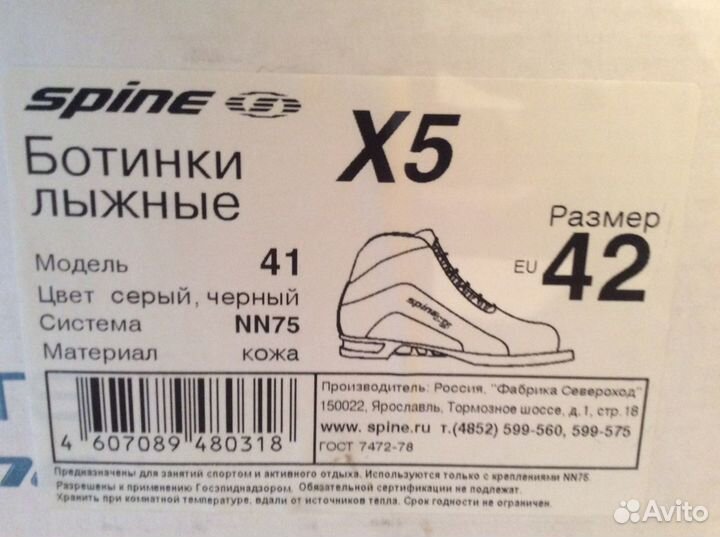 spine
X5
Ботинки
лыжные
Размер
EU 42
Модель 41
Цвет серый, черный
Система NN75
Материал кожа
spine
4 607089 480318
Производитель: Россия, "Фабрика Североход"
150022, Ярославль, Тормозное шоссе, д.1, стр.18
www. spine.ru т.(4852) 599-560, 599-575
ГОСТ 7472-78
Предназначены для занятий спортом и активного отдыха. Используются только с креплениями NN75.
Разрешены к применению Госэпиднадзором. Обязательной сертификации не подлежат.
Хранить при комнатной температуре, вдали от источников тепла. Срок годности не ограничен.
Avito